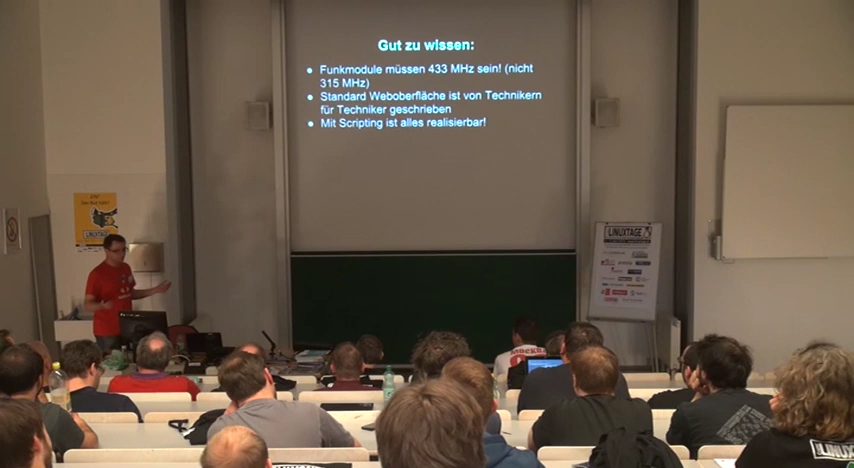 Gut zu wissen:
● Funkmodule müssen 433 MHz sein! (nicht
315 MHz)
● Standard Weboberfläche ist von Technikern
für Techniker geschrieben
● Mit Scripting ist alles realisierbar!
LINUXTAGE
LINUXTAGE